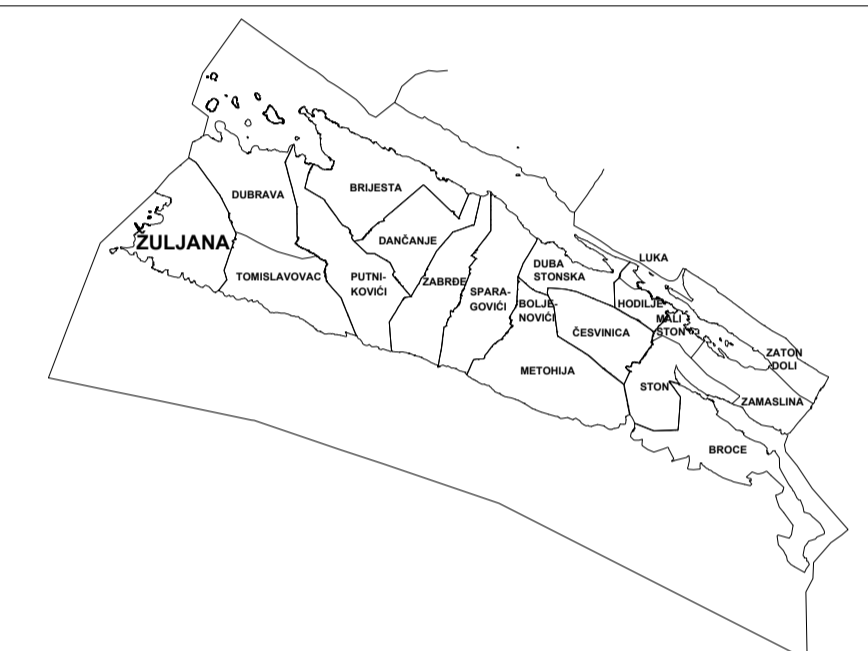 BRIJESTA
DUBRAVA
ŽULJANA
DANČANJE
TOMISLAVOVAC
PUTNI-
KOVIĆI
ZABRĐE
SPARA-
GOVIĆI
DUBA
STONSKA
LUKA
BOLJE-
NOVIĆI
HODILJE
MALI
STON
ČESVINICA
METOHIJA
STON
ZATON
DOLI
ZAMASLINA
BROCE